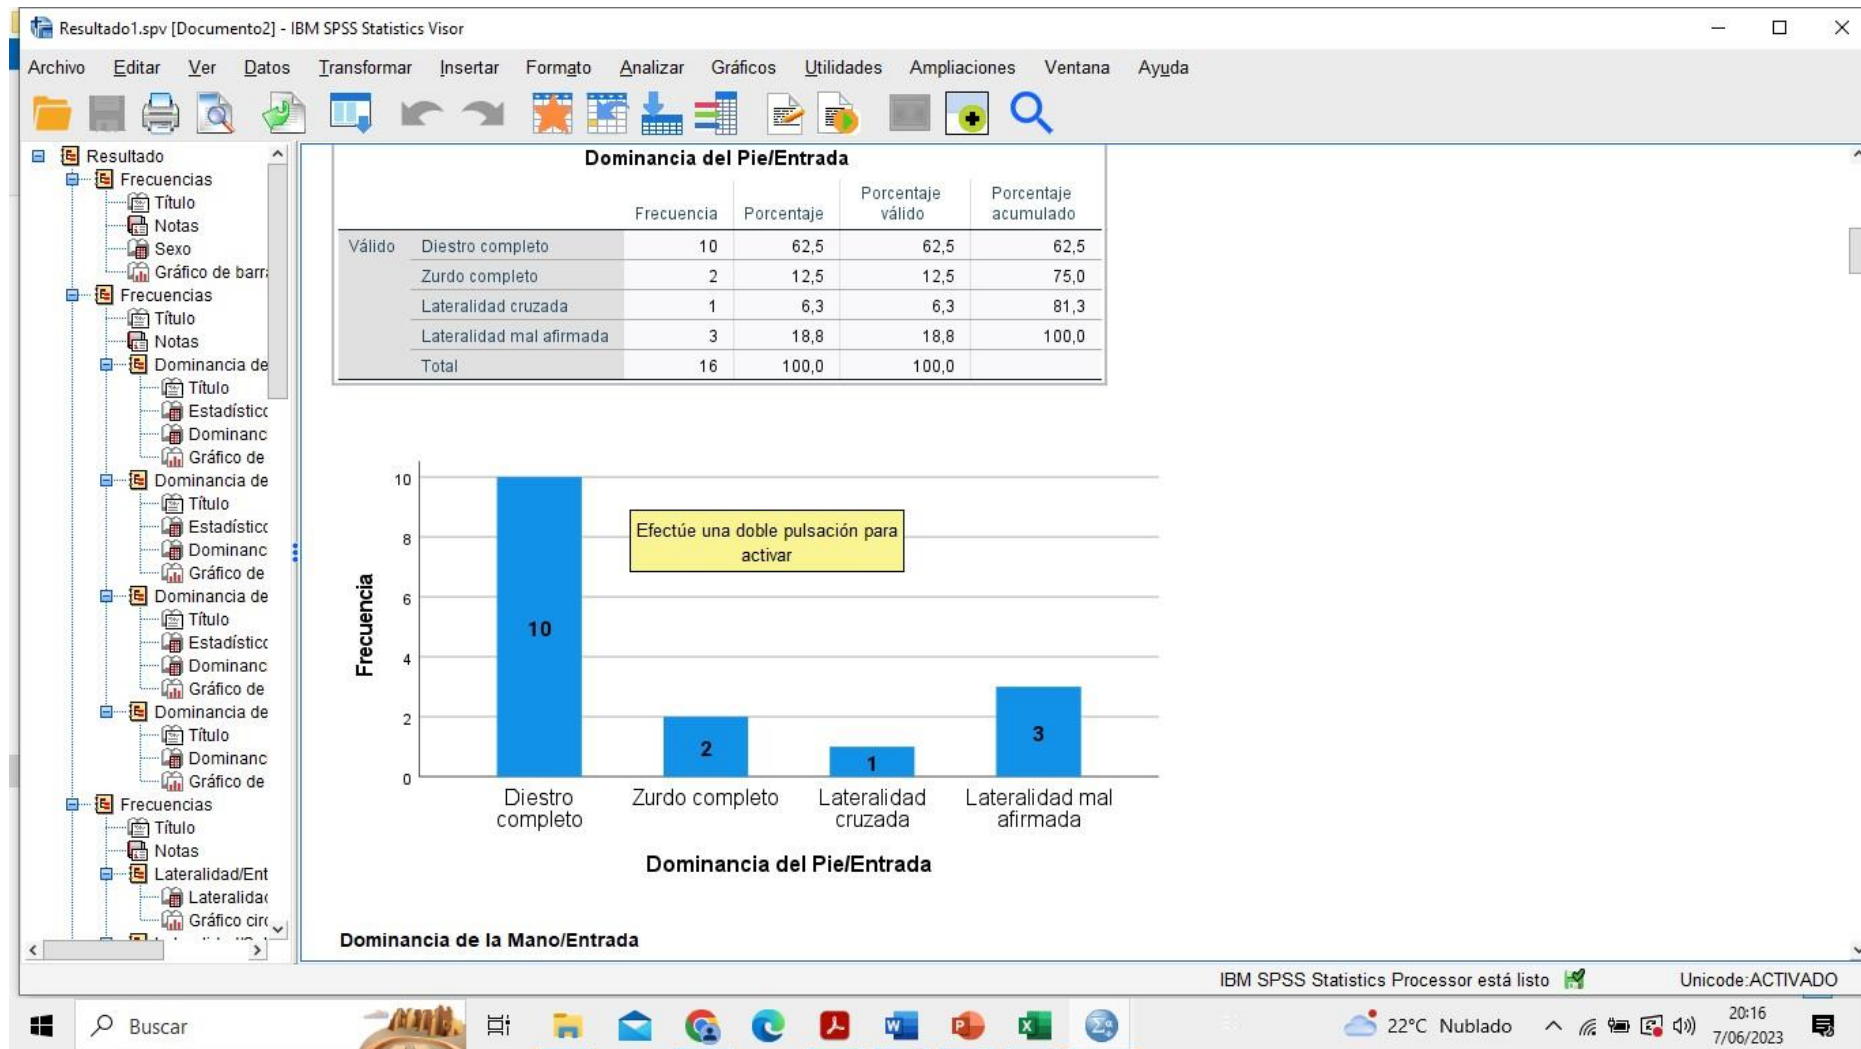 Resultado1.spv [Documento2] - IBM SPSS Statistics Visor
Archivo Editar Ver Datos Transformar Insertar Formato Analizar Gráficos Utilidades Ampliaciones Ventana Ayuda
Resultado
Frecuencias
Título
Notas
Sexo
Gráfico de barra
Frecuencias
Título
Notas
Dominancia de
Título
Estadístico
Dominanc
Gráfico de
Dominancia de
Título
Estadístico
Dominanc
Gráfico de
Dominancia de
Título
Estadístico
Dominanc
Gráfico de
Dominancia de
Título
Dominanc
Gráfico de
Frecuencias
Título
Notas
Lateralidad/Ent
Lateralidad
Gráfico circ
Dominancia del Pie/Entrada
Frecuencia Porcentaje Porcentaje válido Porcentaje acumulado
Válido Diestro completo 10 62,5 62,5 62,5
Zurdo completo 2 12,5 12,5 75,0
Lateralidad cruzada 1 6,3 6,3 81,3
Lateralidad mal afirmada 3 18,8 18,8 100,0
Total 16 100,0 100,0
Frecuencia
10
8
6
4
2
0
Efectúe una doble pulsación para
activar
10
2
1
3
Diestro completo
Zurdo completo
Lateralidad cruzada
Lateralidad mal afirmada
Dominancia del Pie/Entrada
Dominancia de la Mano/Entrada
IBM SPSS Statistics Processor está listo Unicode:ACTIVADO
Buscar
22°C Nublado
20:16
7/06/2023